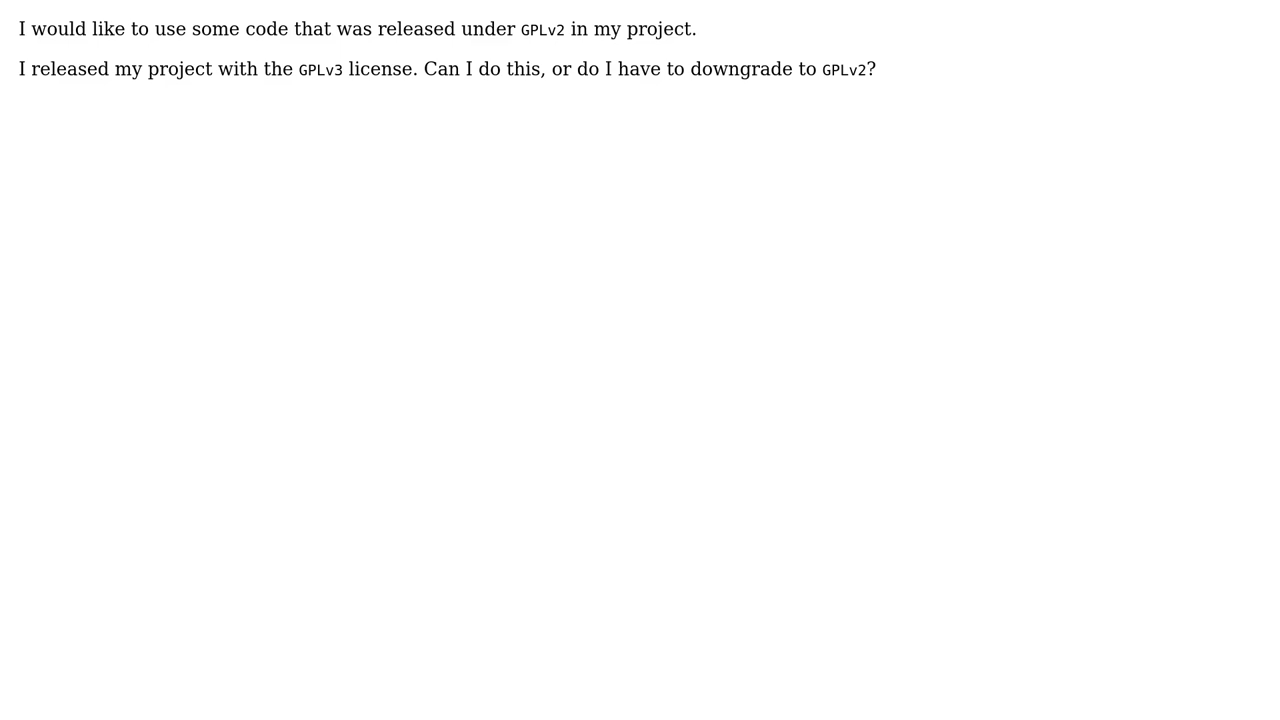 I would like to use some code that was released under GPLv2 in my project.
I released my project with the GPLv3 license. Can I do this, or do I have to downgrade to GPLv2?